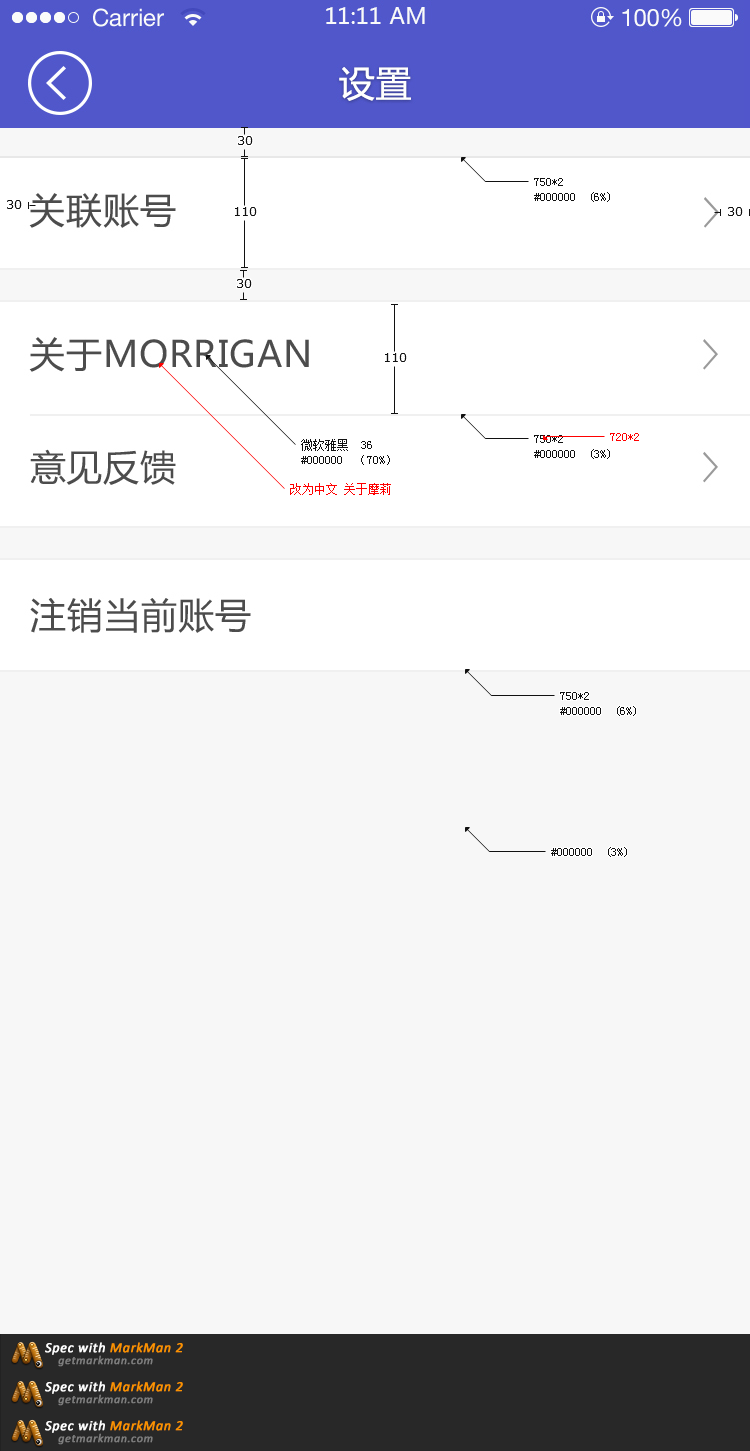 Carrier 11:11 AM 100%
设置
30
750*2
#000000 (6%)
30 关联账号 110 30
30
关于MORRIGAN
110
750*2 720*2
#000000 (3%)
微软雅黑 36
#000000 (70%)
意见反馈
改为中文 关于摩莉
注销当前账号
750*2
#000000 (6%)
#000000 (3%)
Spec with MarkMan 2
getmarkman.com
Spec with MarkMan 2
getmarkman.com
Spec with MarkMan 2
getmarkman.com